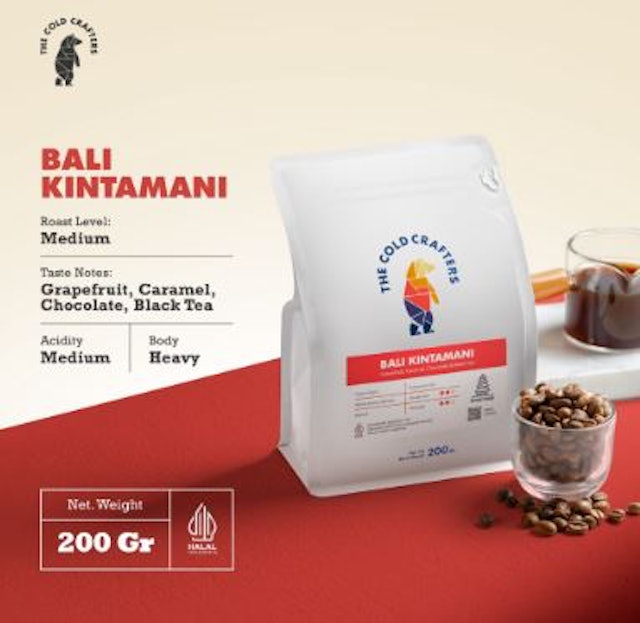 THE COLD CRAFTERS
BALI
KINTAMANI
Roast Level:
Medium
Taste Notes:
Grapefruit, Caramel,
Chocolate, Black Tea
Acidity
Medium
Body
Heavy
THE COLD CRAFTERS
BALI KINTAMANI
200
Net. Weight
200 Gr
HALAL